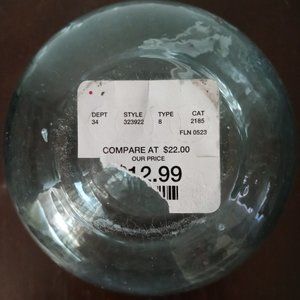 DEPT STYLE TYPE CAT
34 323922 8 2185
FLN 0523
COMPARE AT $22.00
OUR PRICE
$12.99